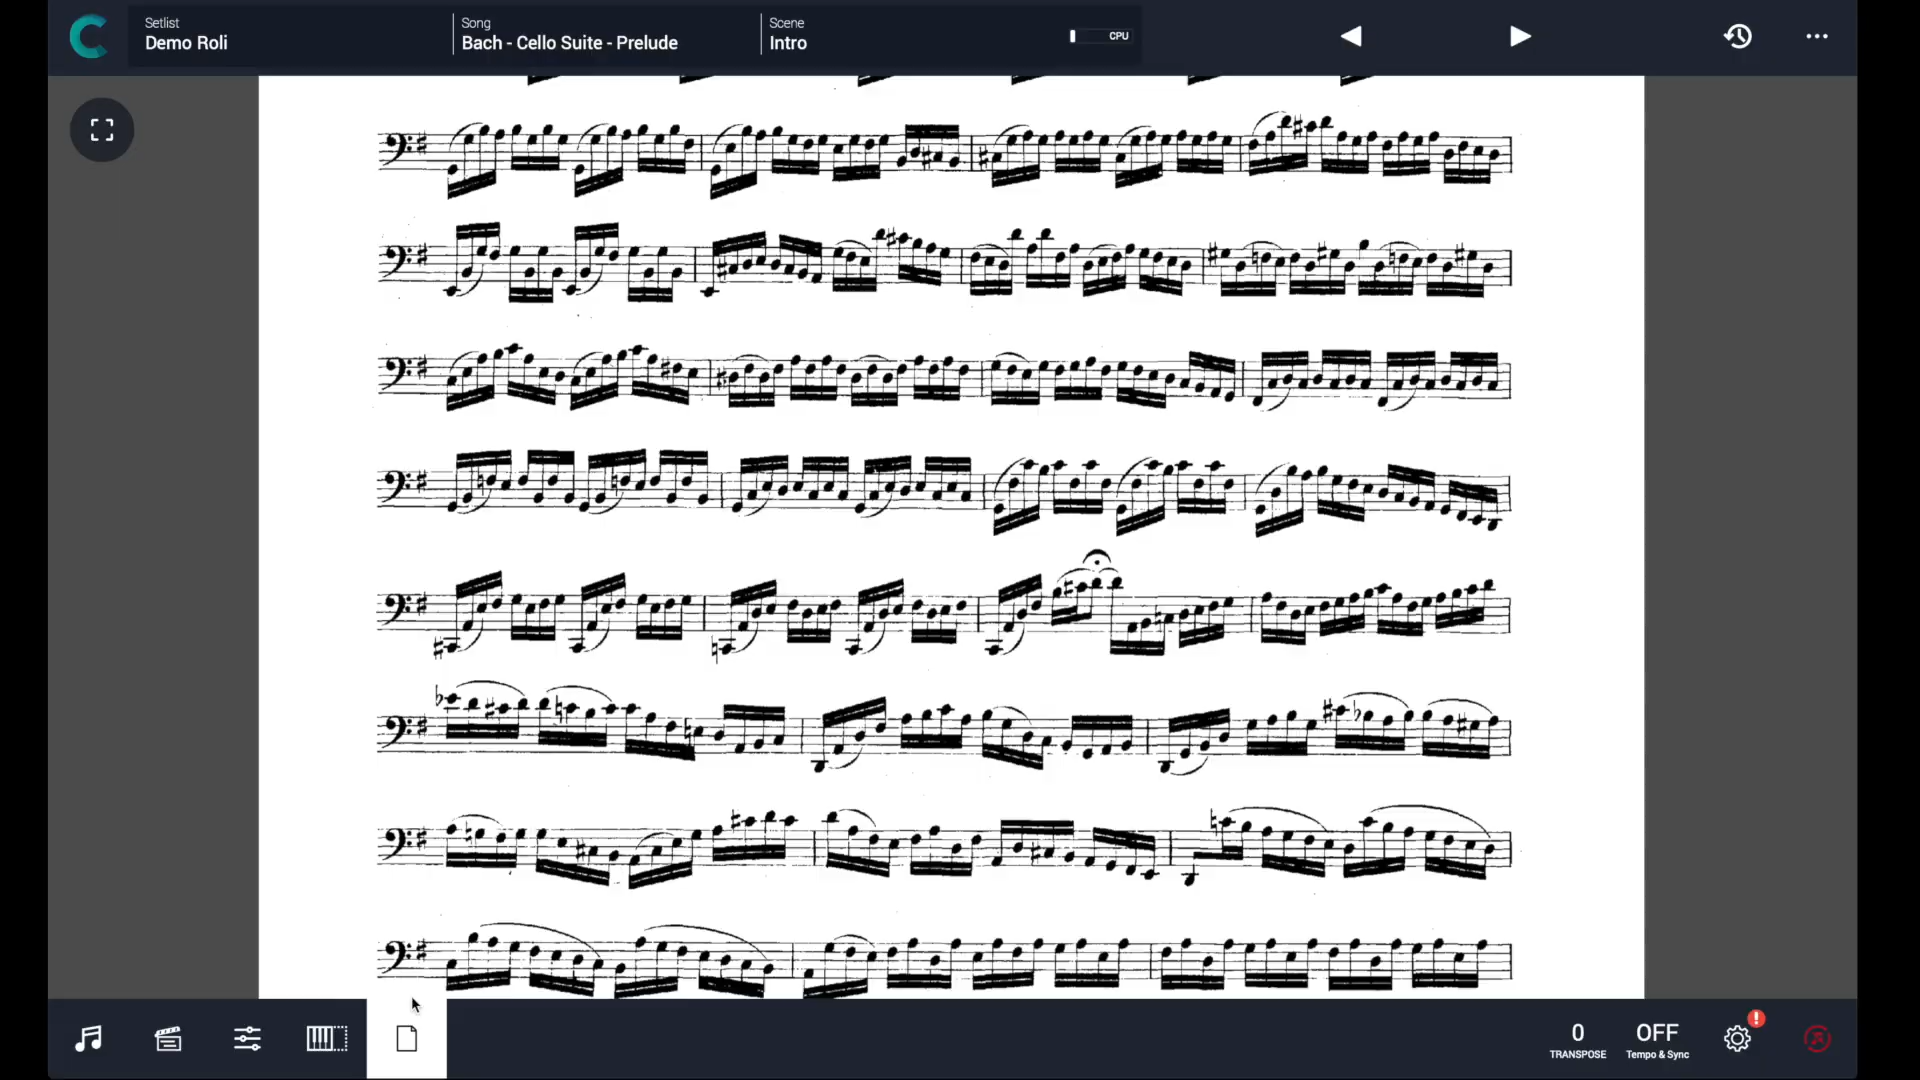 Setlist
Demo Roli
Song
Bach - Cello Suite - Prelude
Scene
Intro
CPU
0
TRANSPOSE
OFF
Tempo & Sync